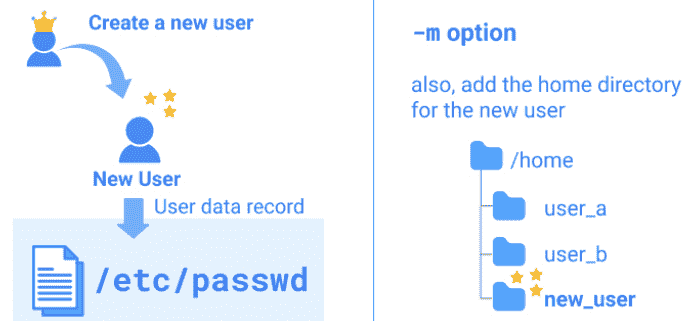 Create a new user
New User
User data record
/etc/passwd
-m option
also, add the home directory
for the new user
/home
user_a
user_b
new_user